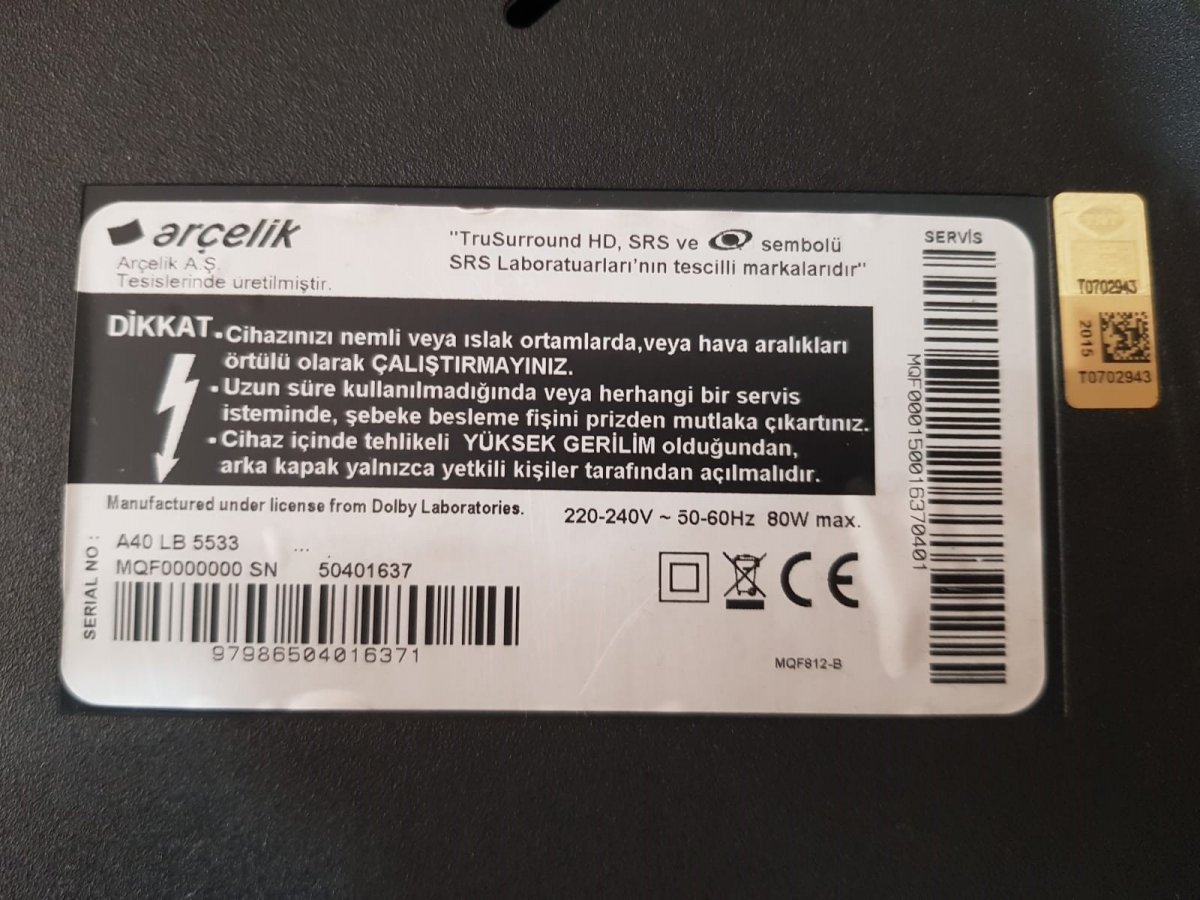 arçelik
Arçelik A.Ş.
Tesislerinde üretilmiştir.
"TruSurround HD, SRS ve sembolü
SRS Laboratuarları'nın tescilli markalarıdır"
SERVİS
DİKKAT
•Cihazınızı nemli veya ıslak ortamlarda,veya hava aralıkları
örtülü olarak ÇALIŞTIRMAYINIZ.
•Uzun süre kullanılmadığında veya herhangi bir servis
isteminde, şebeke besleme fişini prizden mutlaka çıkartınız.
•Cihaz içinde tehlikeli YÜKSEK GERİLİM olduğundan,
arka kapak yalnızca yetkili kişiler tarafından açılmalıdır.
Manufactured under license from Dolby Laboratories.
220-240V ~ 50-60Hz 80W max.
SERIAL NO :
A40 LB 5533 ...
MQF0000000 SN 50401637
97986504016371
CE
MQF812-B
MQF000150016370401
T0702943
2015
T0702943